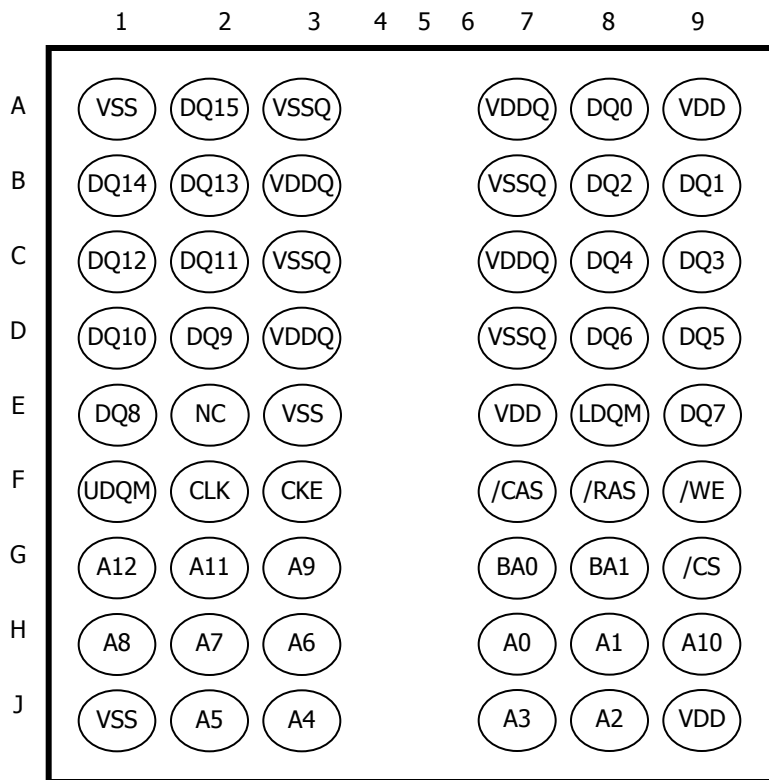 1 2 3 4 5 6 7 8 9
A VSS DQ15 VSSQ VDDQ DQ0 VDD
B DQ14 DQ13 VDDQ VSSQ DQ2 DQ1
C DQ12 DQ11 VSSQ VDDQ DQ4 DQ3
D DQ10 DQ9 VDDQ VSSQ DQ6 DQ5
E DQ8 NC VSS VDD LDQM DQ7
F UDQM CLK CKE /CAS /RAS /WE
G A12 A11 A9 BA0 BA1 /CS
H A8 A7 A6 A0 A1 A10
J VSS A5 A4 A3 A2 VDD